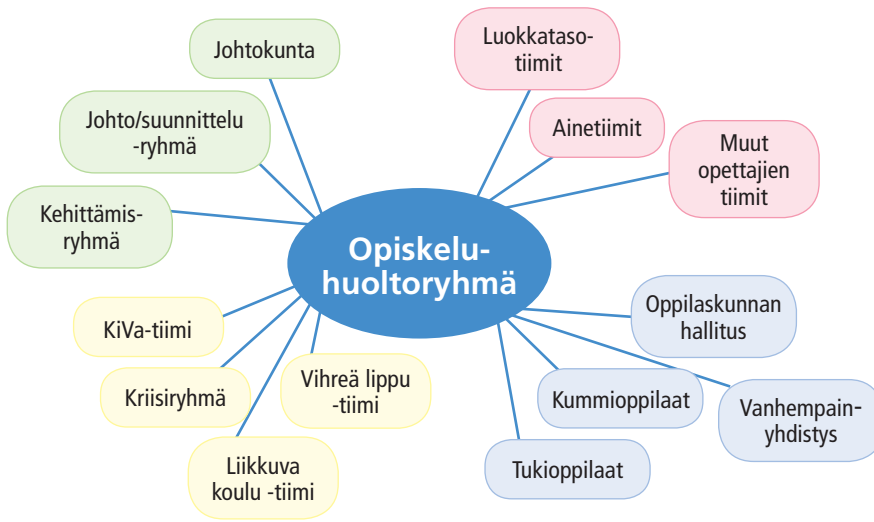 Johtokunta
Johto/suunnittelu
-ryhmä
Kehittämis-
ryhmä
Luokkataso-
tiimit
Ainetiimit
Muut
opettajien
tiimit
Opiskelu-
huoltoryhmä
KiVa-tiimi
Kriisiryhmä
Vihreä lippu
-tiimi
Liikkuva
koulu -tiimi
Oppilaskunnan
hallitus
Kummioppilaat
Vanhempain-
yhdistys
Tukioppilaat